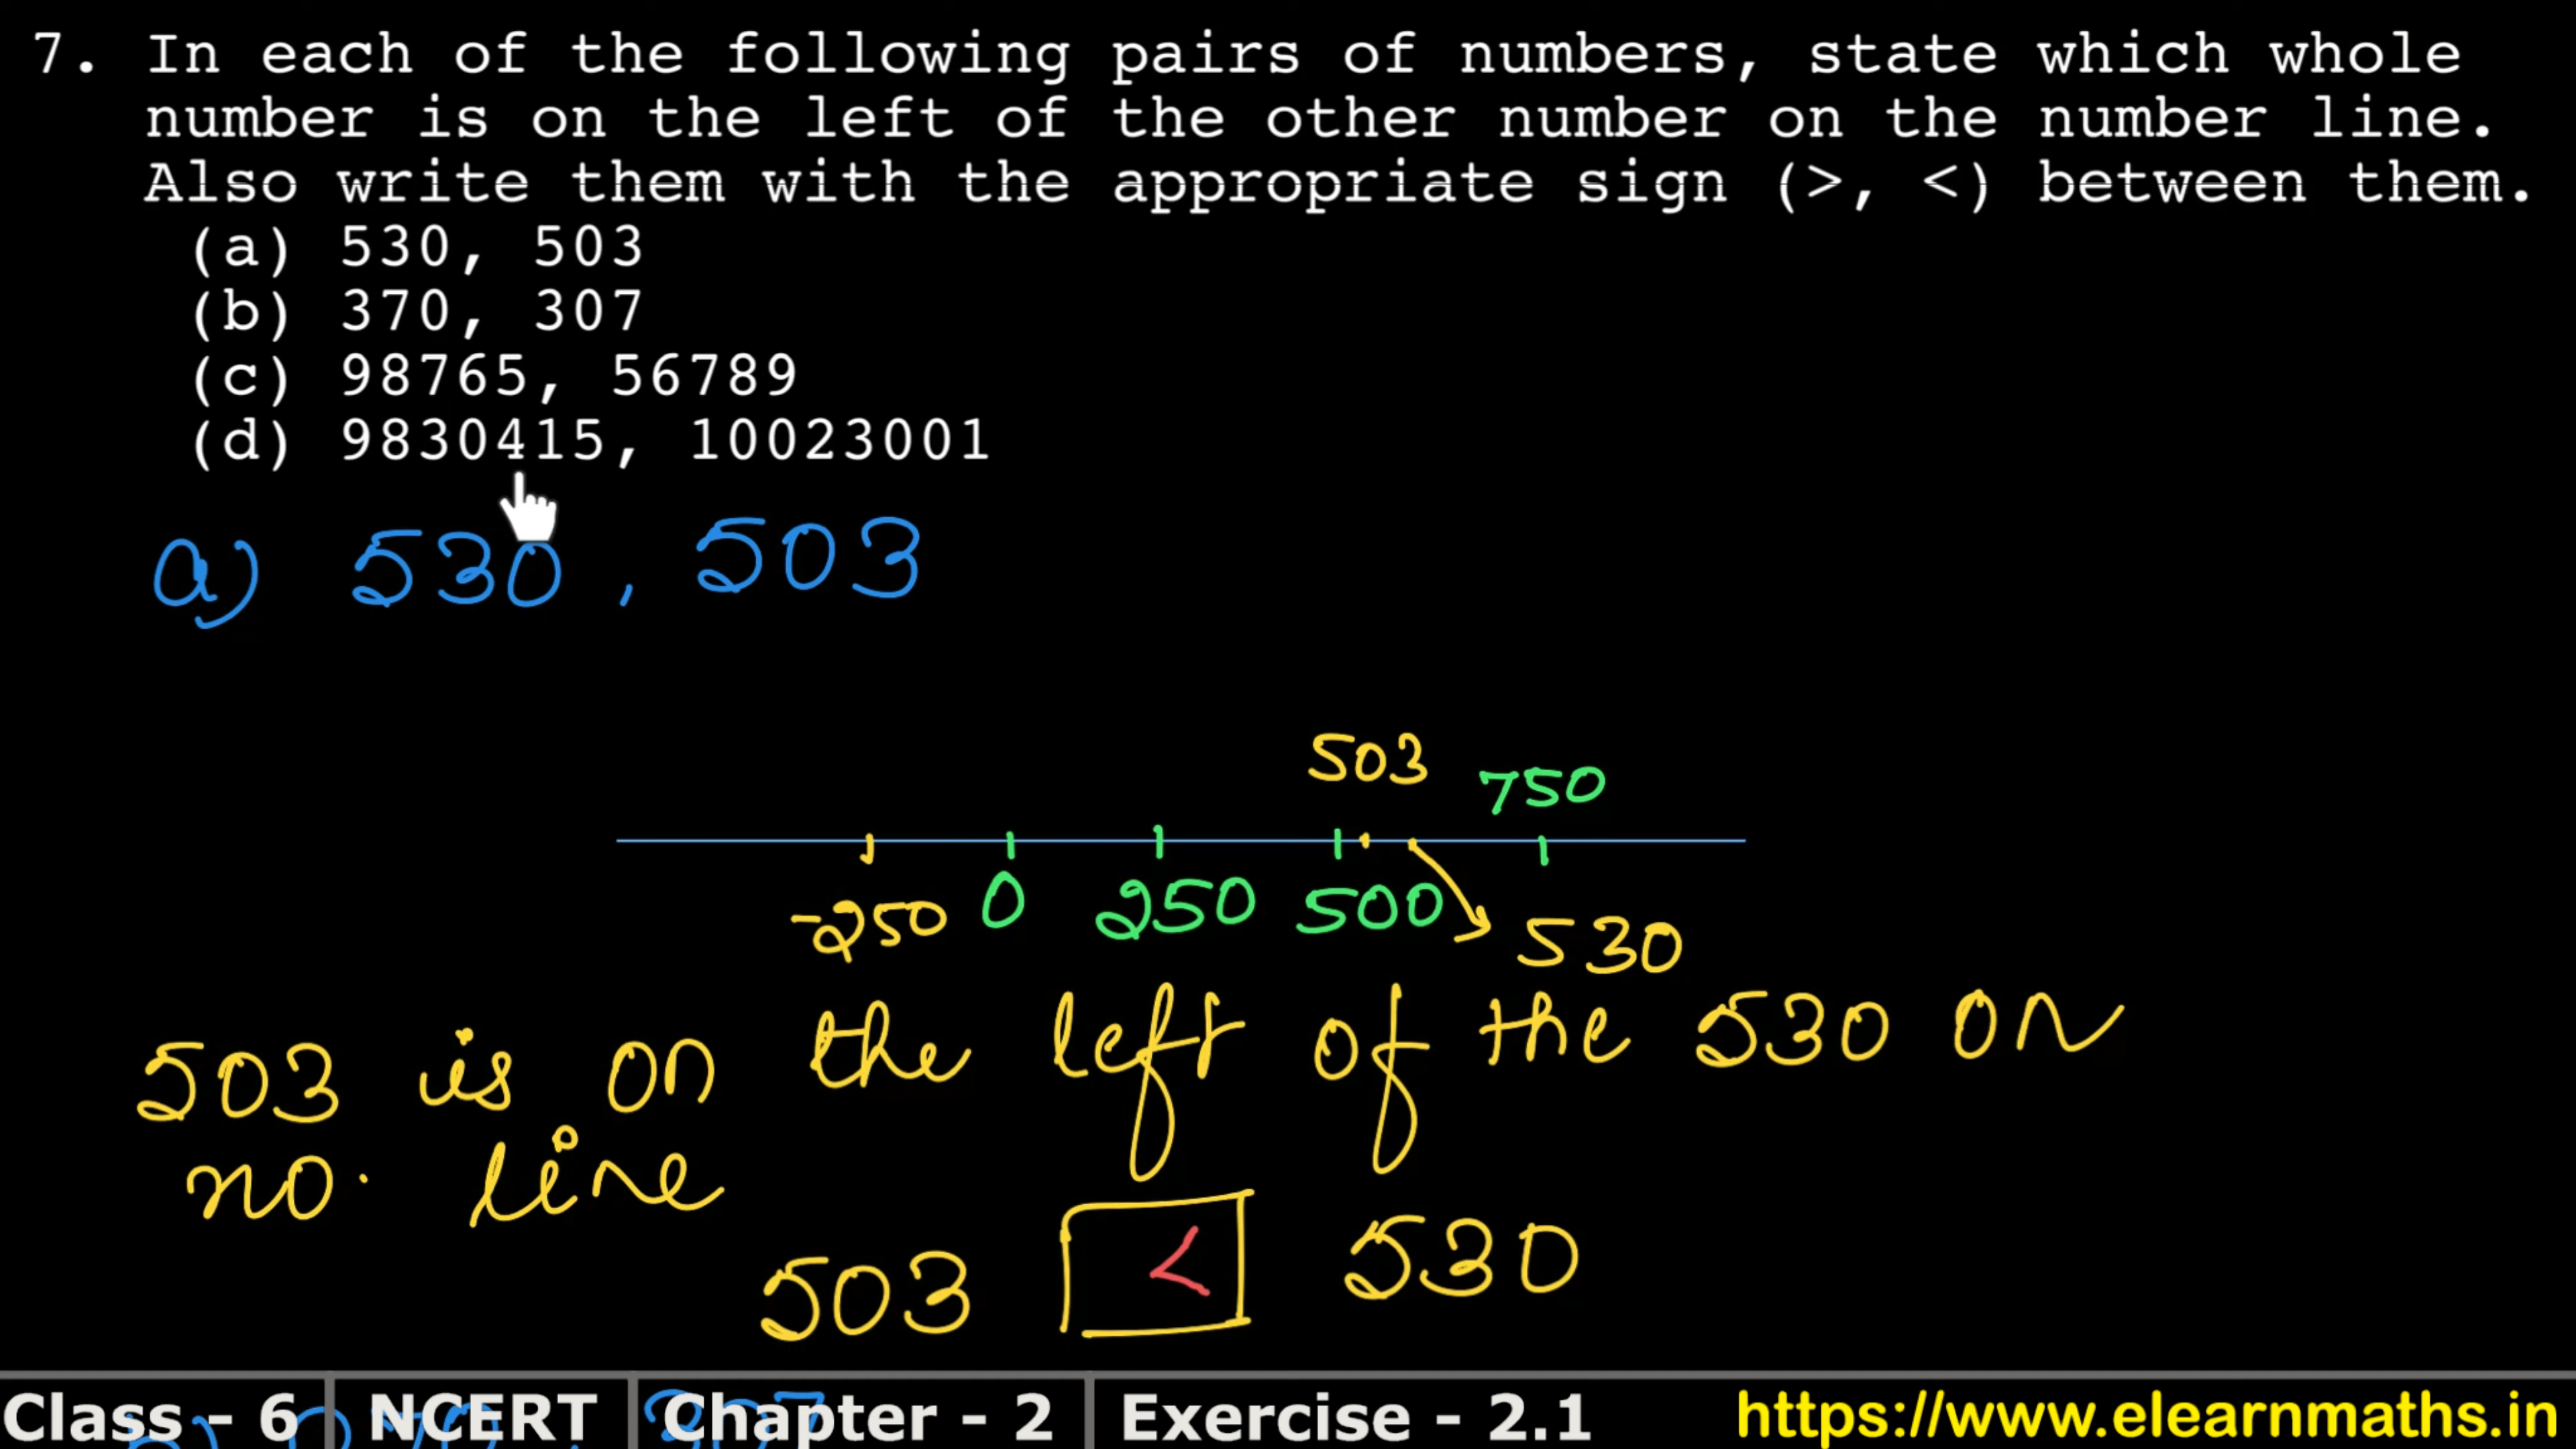 7. In each of the following pairs of numbers, state which whole
number is on the left of the other number on the number line.
Also write them with the appropriate sign (>, <) between them.
(a) 530, 503
(b) 370, 307
(c) 98765, 56789
(d) 9830415, 10023001
a) 530 , 503
503 750
-250 0 250 500 530
503 is on the left of the 530 on
no. line
503 < 530
Class - 6 NCERT Chapter - 2 Exercise - 2.1 https://www.elearnmaths.in